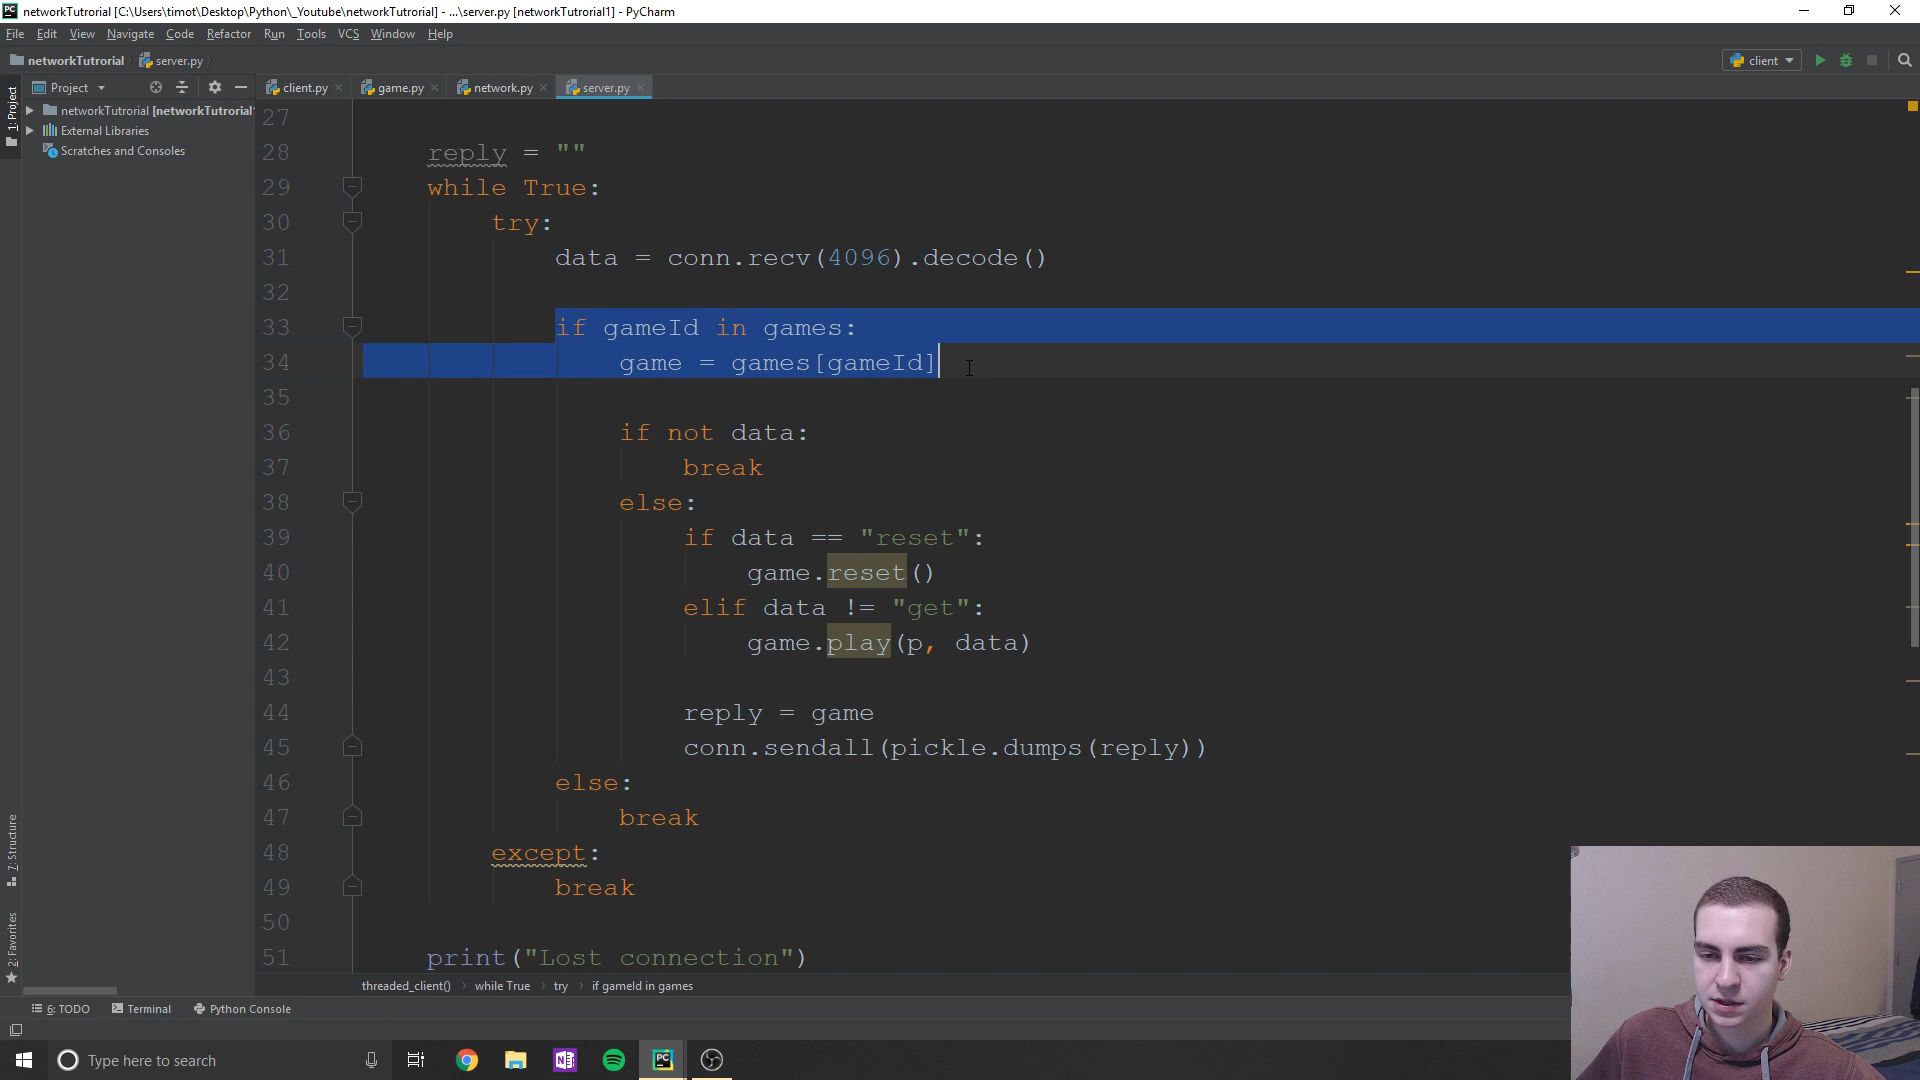 networkTutrorial [C:\Users\timot\Desktop\Python\_Youtube\networkTutrorial] - ...\server.py [networkTutorial1] - PyCharm
File Edit View Navigate Code Refactor Run Tools VCS Window Help
networkTutrorial server.py client
Project client.py game.py network.py server.py
1: Project
networkTutrorial [networkTutrorial1
External Libraries
Scratches and Consoles
27
28 reply = ""
29 while True:
30 try:
31 data = conn.recv(4096).decode()
32
33 if gameId in games:
34 game = games[gameId]
35
36 if not data:
37 break
38 else:
39 if data == "reset":
40 game.reset()
41 elif data != "get":
42 game.play(p, data)
43
44 reply = game
45 conn.sendall(pickle.dumps(reply))
46 else:
47 break
48 except:
49 break
50
51 print("Lost connection")
7: Structure
2: Favorites
threaded_client() › while True › try › if gameId in games
6: TODO Terminal Python Console
Type here to search